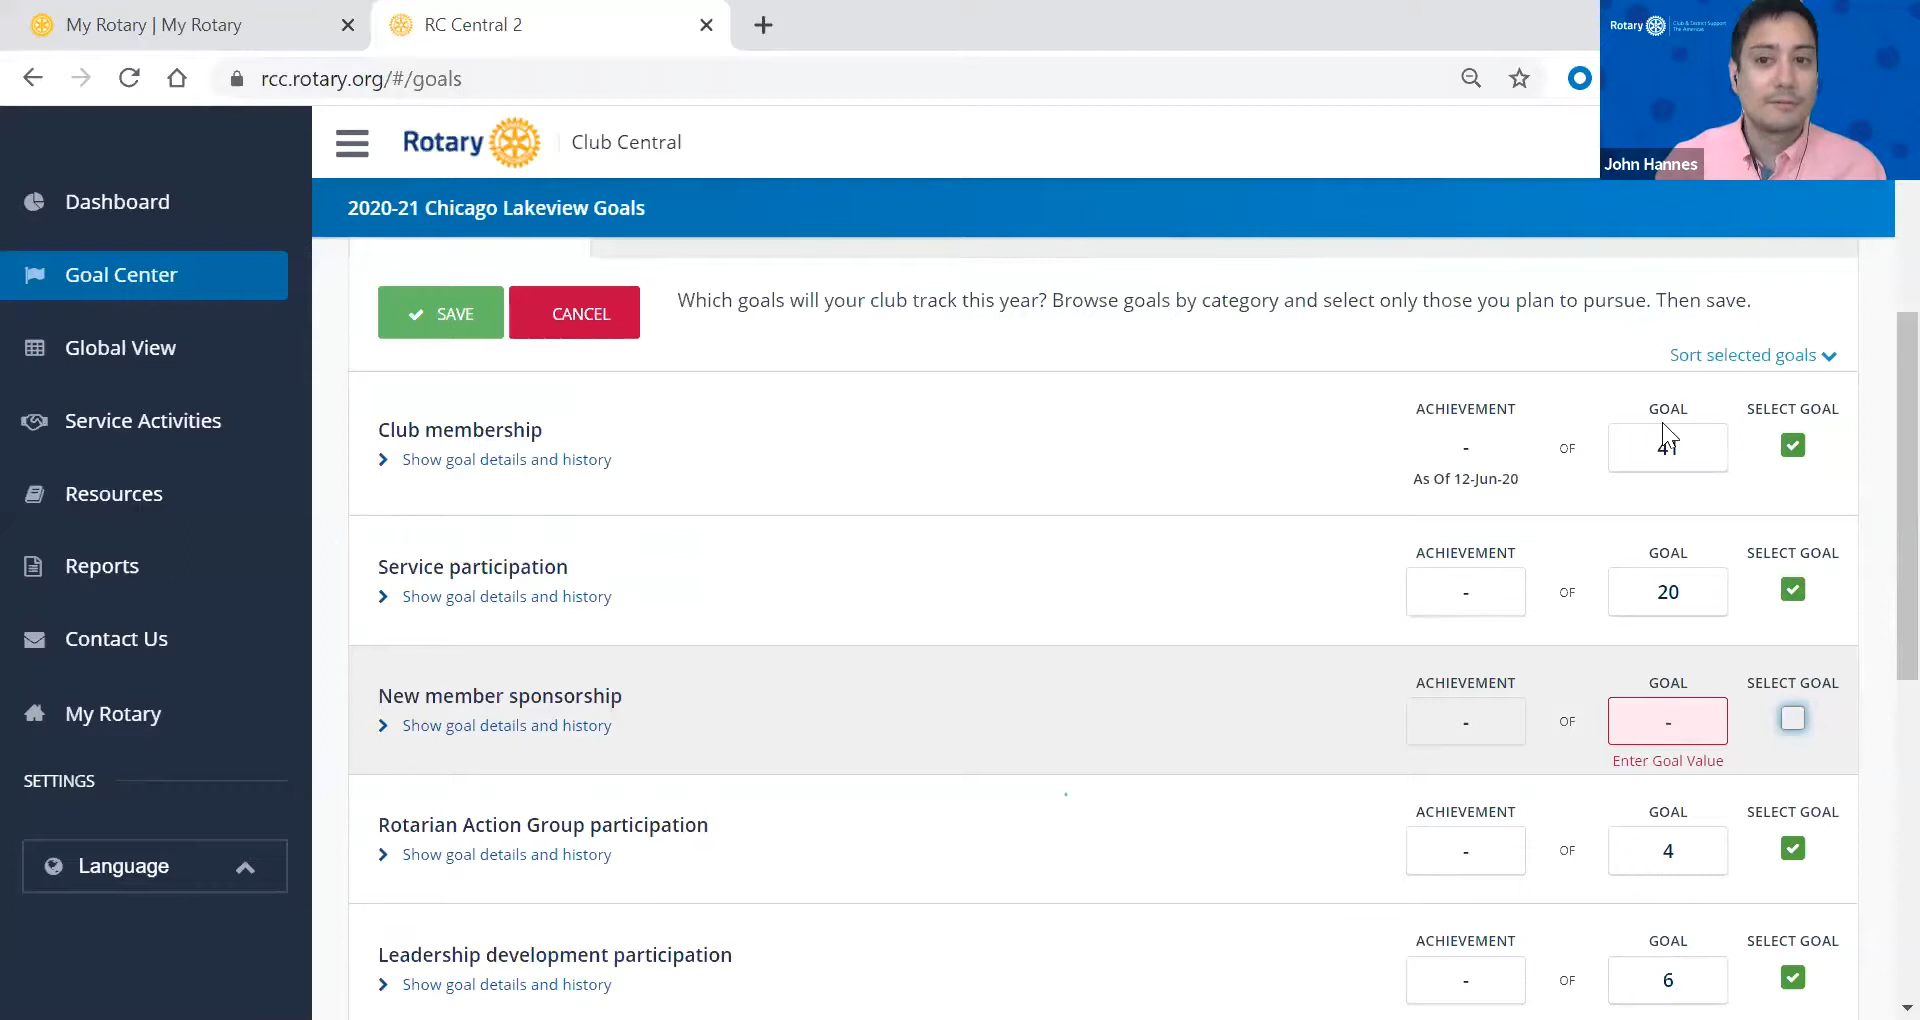 My Rotary | My Rotary
RC Central 2
rcc.rotary.org/#/goals
Rotary
Club & District Support
The Americas
John Hannes
Rotary
Club Central
2020-21 Chicago Lakeview Goals
Dashboard
Goal Center
Global View
Service Activities
Resources
Reports
Contact Us
My Rotary
SETTINGS
Language
SAVE
CANCEL
Which goals will your club track this year? Browse goals by category and select only those you plan to pursue. Then save.
Sort selected goals
Club membership
Show goal details and history
ACHIEVEMENT
GOAL
SELECT GOAL
-
OF
41
As Of 12-Jun-20
Service participation
Show goal details and history
ACHIEVEMENT
GOAL
SELECT GOAL
-
OF
20
New member sponsorship
Show goal details and history
ACHIEVEMENT
GOAL
SELECT GOAL
-
OF
-
Enter Goal Value
Rotarian Action Group participation
Show goal details and history
ACHIEVEMENT
GOAL
SELECT GOAL
-
OF
4
Leadership development participation
Show goal details and history
ACHIEVEMENT
GOAL
SELECT GOAL
-
OF
6